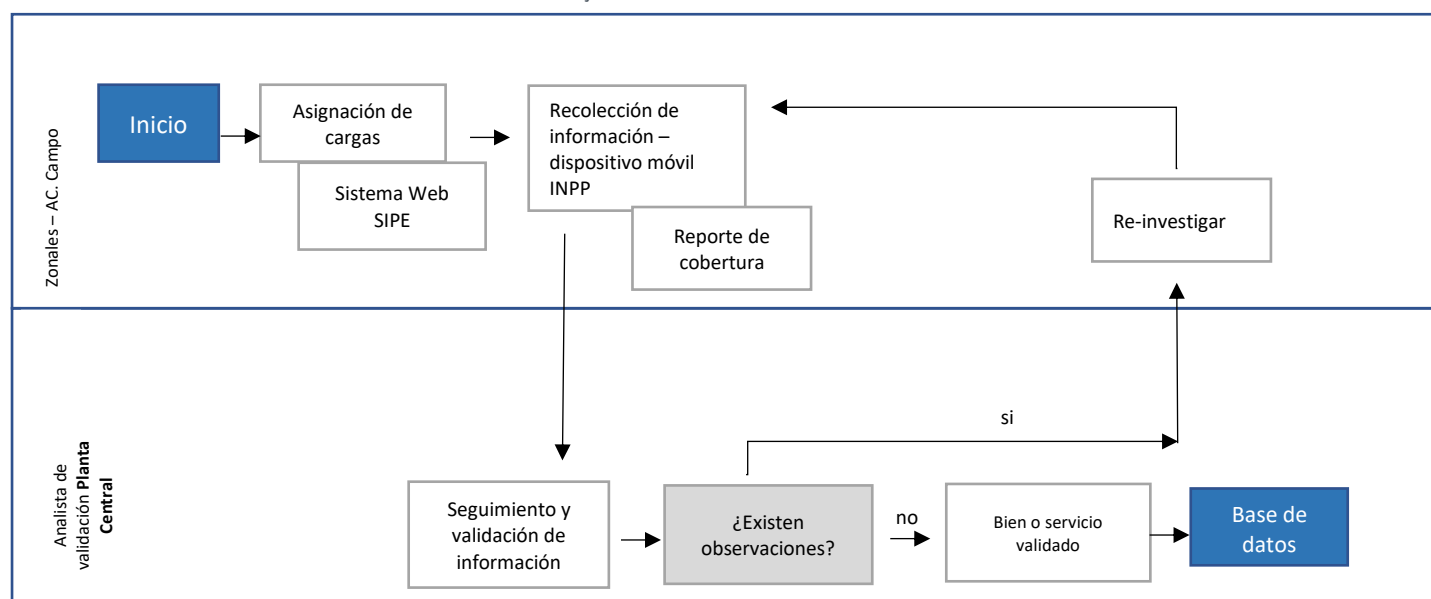 Zonales – AC. Campo
Inicio
Asignación de
cargas
Sistema Web
SIPE
Recolección de
información –
dispositivo móvil
INPP
Reporte de
cobertura
Re-investigar
Analista de
validación Planta
Central
Seguimiento y
validación de
información
¿Existen
observaciones?
si
no
Bien o servicio
validado
Base de
datos